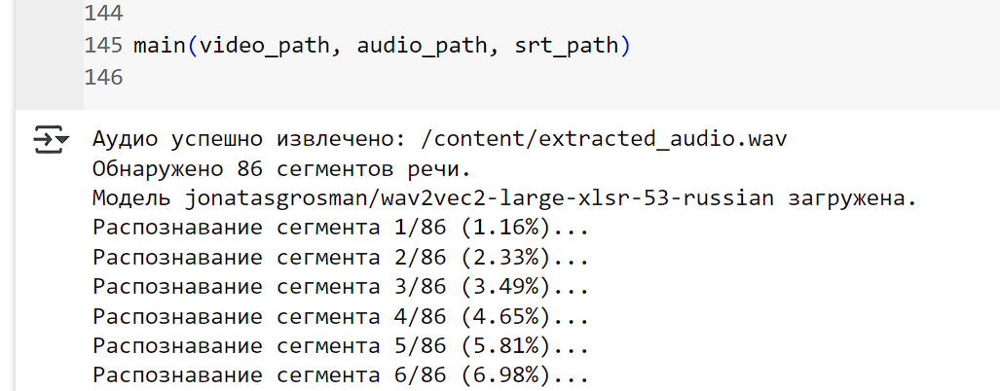 144
145 main(video_path, audio_path, srt_path)
146
Аудио успешно извлечено: /content/extracted_audio.wav
Обнаружено 86 сегментов речи.
Модель jonatasgrosman/wav2vec2-large-xlsr-53-russian загружена.
Распознавание сегмента 1/86 (1.16%)...
Распознавание сегмента 2/86 (2.33%)...
Распознавание сегмента 3/86 (3.49%)...
Распознавание сегмента 4/86 (4.65%)...
Распознавание сегмента 5/86 (5.81%)...
Распознавание сегмента 6/86 (6.98%)...